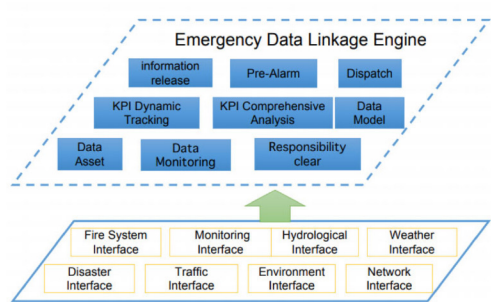 Emergency Data Linkage Engine
information
release
Pre-Alarm
Dispatch
KPI Dynamic
Tracking
KPI Comprehensive
Analysis
Data
Model
Data
Asset
Data
Monitoring
Responsibility
clear
Fire System
Interface
Monitoring
Interface
Hydrological
Interface
Weather
Interface
Disaster
Interface
Traffic
Interface
Environment
Interface
Network
Interface